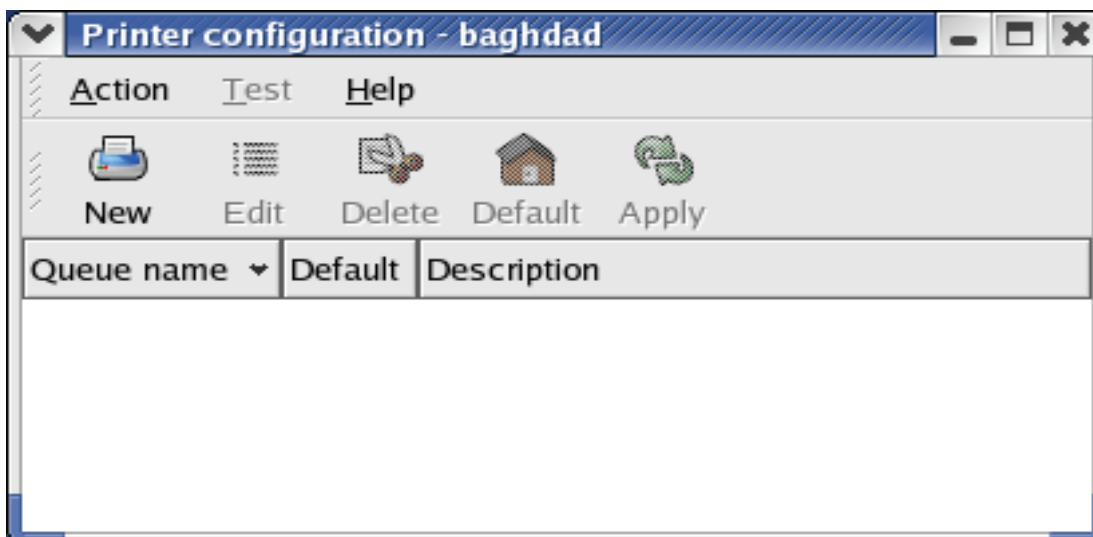 Printer configuration - baghdad
Action Test Help
New Edit Delete Default Apply
Queue name Default Description